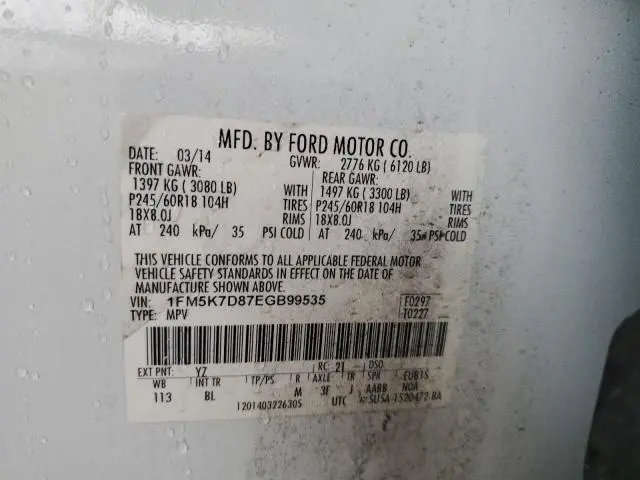 MFD. BY FORD MOTOR CO.
DATE: 03/14 GVWR: 2776 KG ( 6120 LB)
FRONT GAWR: REAR GAWR:
1397 KG ( 3080 LB) WITH 1497 KG ( 3300 LB) WITH
P245/60R18 104H TIRES P245/60R18 104H TIRES
18X8.0J RIMS 18X8.0J RIMS
AT 240 kPa/ 35 PSI COLD AT 240 kPa/ 35 PSI COLD
THIS VEHICLE CONFORMS TO ALL APPLICABLE FEDERAL MOTOR
VEHICLE SAFETY STANDARDS IN EFFECT ON THE DATE OF
MANUFACTURE SHOWN ABOVE.
VIN: 1FM5K7D87EGB99535 F0297
TYPE: MPV T0227
EXT PNT: YZ RC: 21 DSO:
WB INT TR TP/PS R AXLE TR SPR EUB15
113 BL M 3F J AABB NDA
1201403226305 UTC